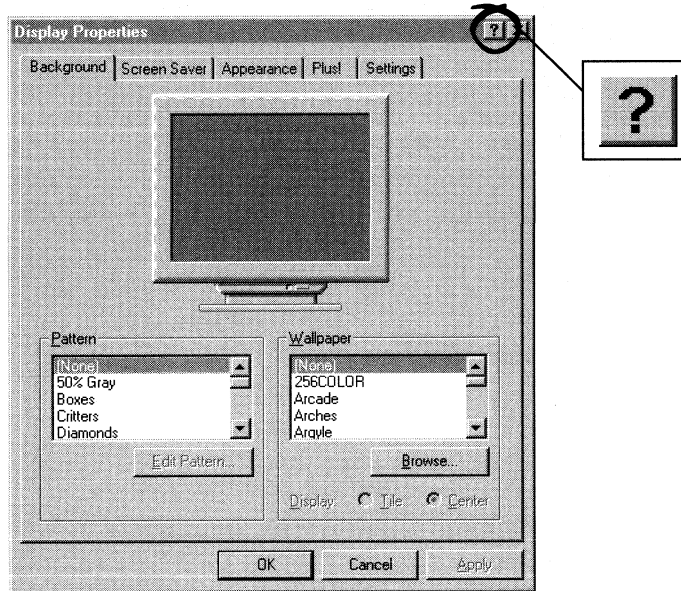 Display Properties
?
Background Screen Saver Appearance Plus! Settings
?
Pattern
(None)
50% Gray
Boxes
Critters
Diamonds
Edit Pattern...
Wallpaper
(None)
256COLOR
Arcade
Arches
Argyle
Browse...
Display: Tile Center
OK Cancel Apply